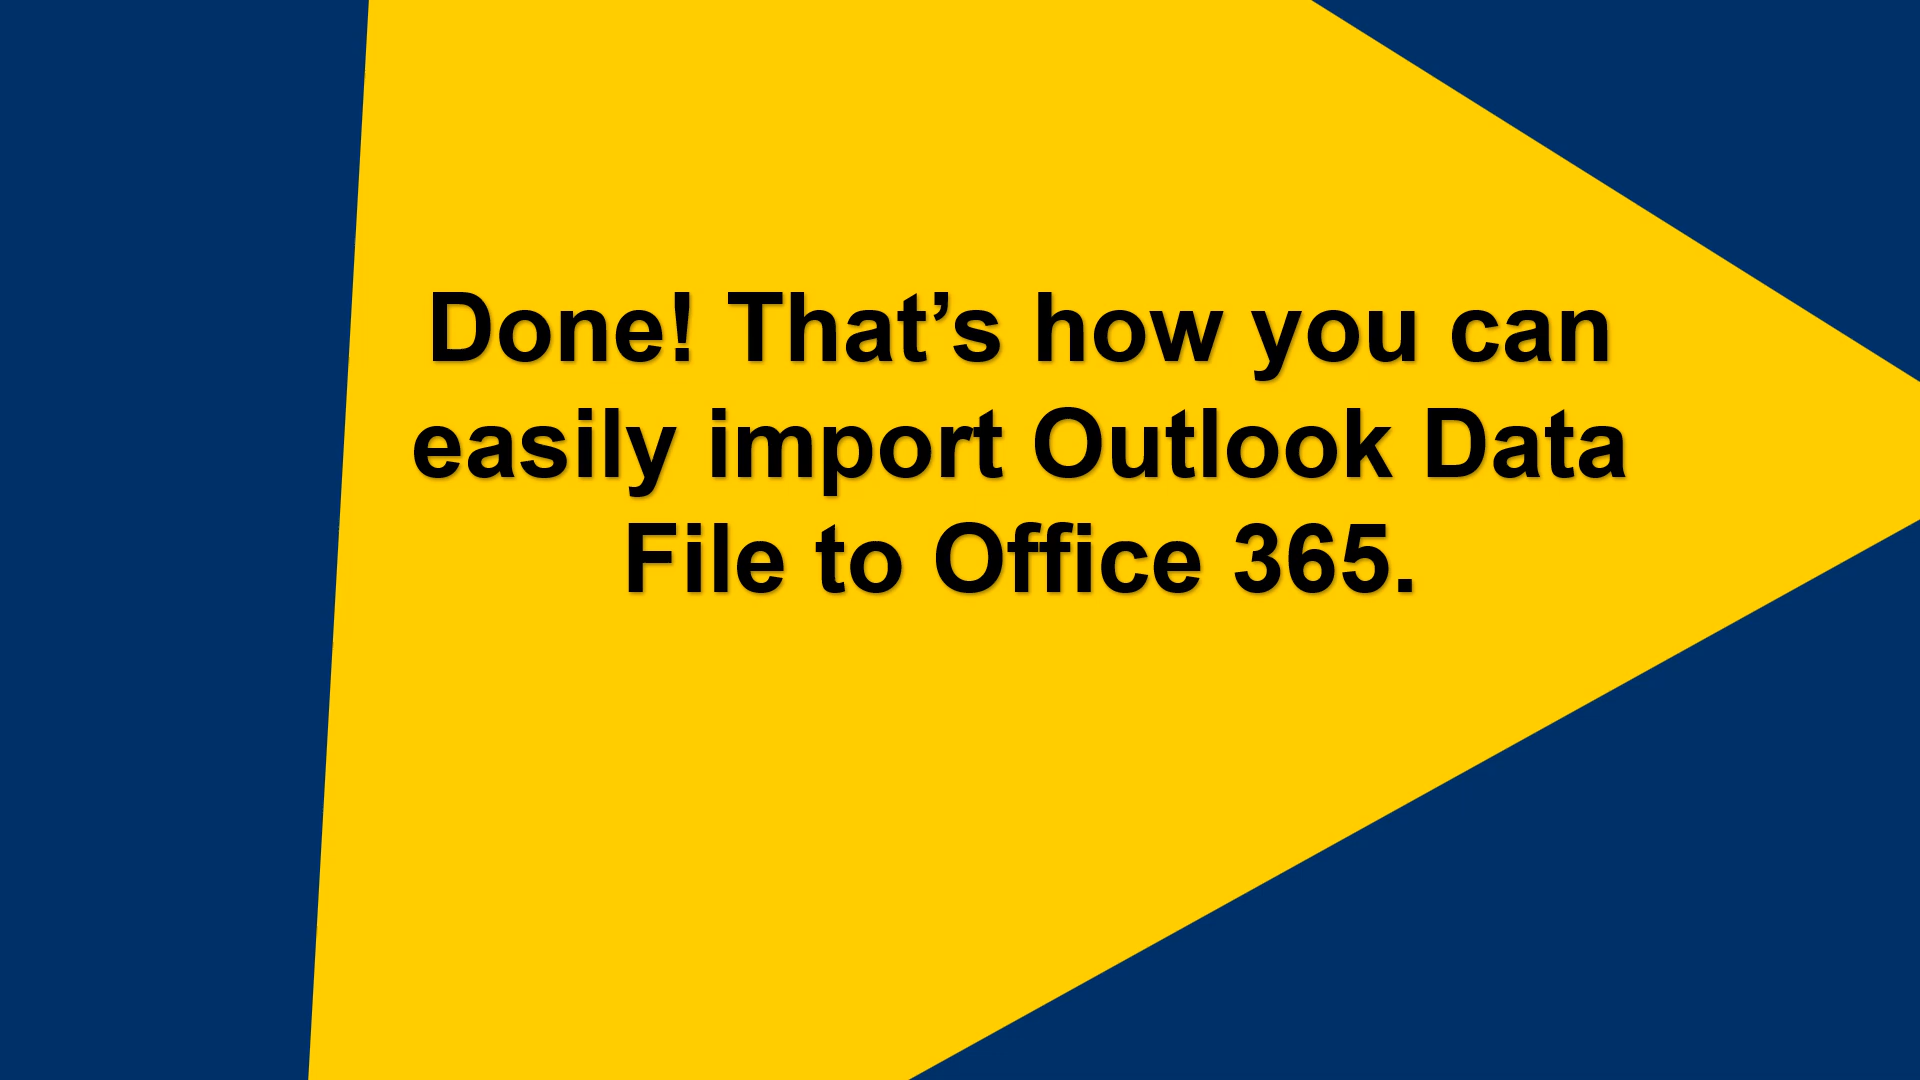 Done! That’s how you can
easily import Outlook Data
File to Office 365.